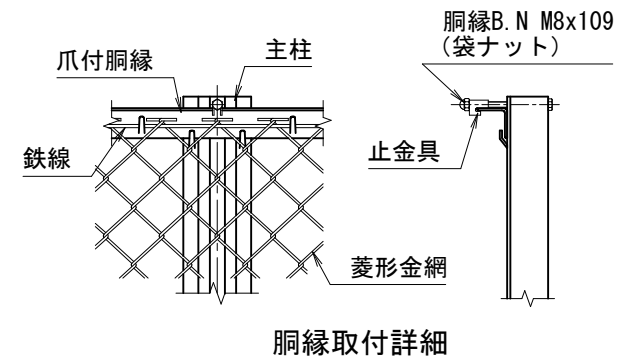 胴縁B.N M8x109
(袋ナット)
爪付胴縁
主柱
鉄線
止金具
菱形金網
胴縁取付詳細